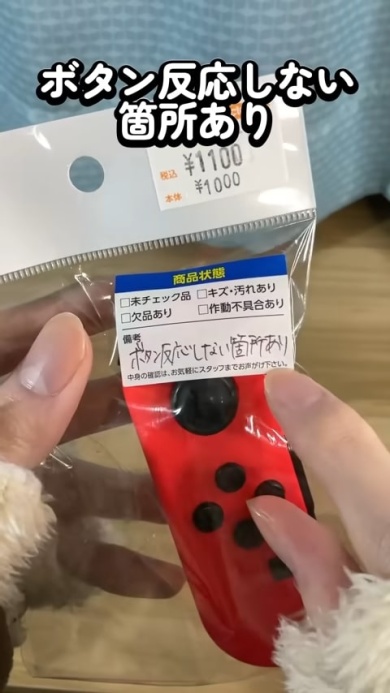 ボタン反応しない
箇所あり
税込 ¥1100
本体 ¥1000
商品状態
□未チェック品 □キズ・汚れあり
□欠品あり □作動不具合あり
備考
ボタン反応しない箇所あり
中身の確認は、お気軽にスタッフまでお声がけ下さい。